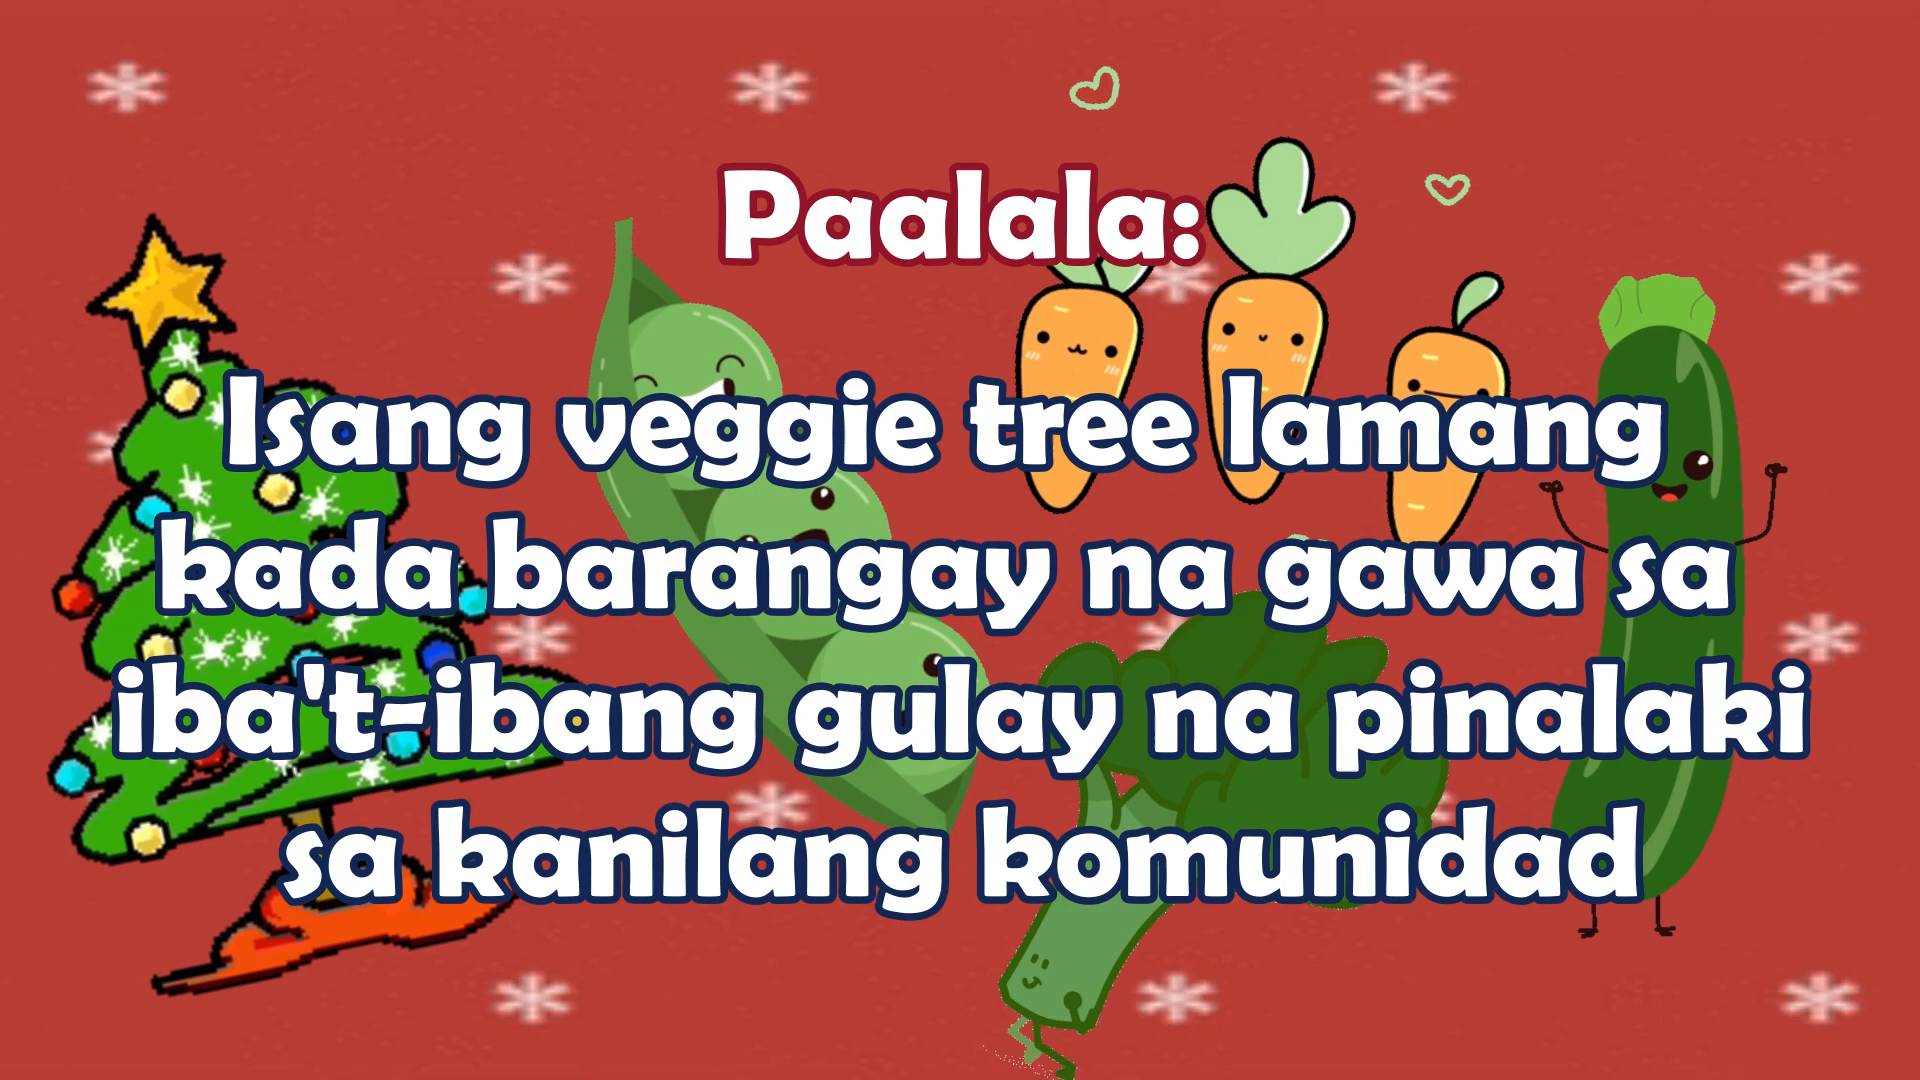 Paalala:
Isang veggie tree lamang
kada barangay na gawa sa
iba't-ibang gulay na pinalaki
sa kanilang komunidad